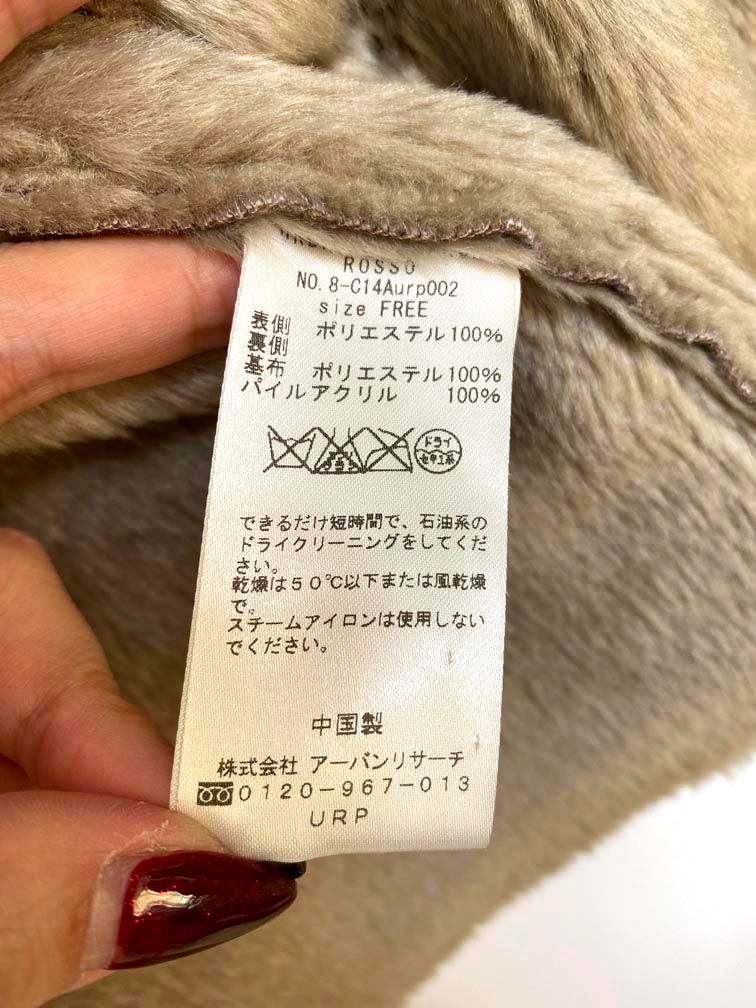 ROSSO
NO.8-C14Aurp002
size FREE
表側 ポリエステル100%
裏側
基布 ポリエステル100%
パイルアクリル 100%
ドライ
セキユ系
できるだけ短時間で、石油系の
ドライクリーニングをしてくだ
さい。
乾燥は50℃以下または風乾燥
で。
スチームアイロンは使用しない
でください。
中国製
株式会社 アーバンリサーチ
0120-967-013
URP